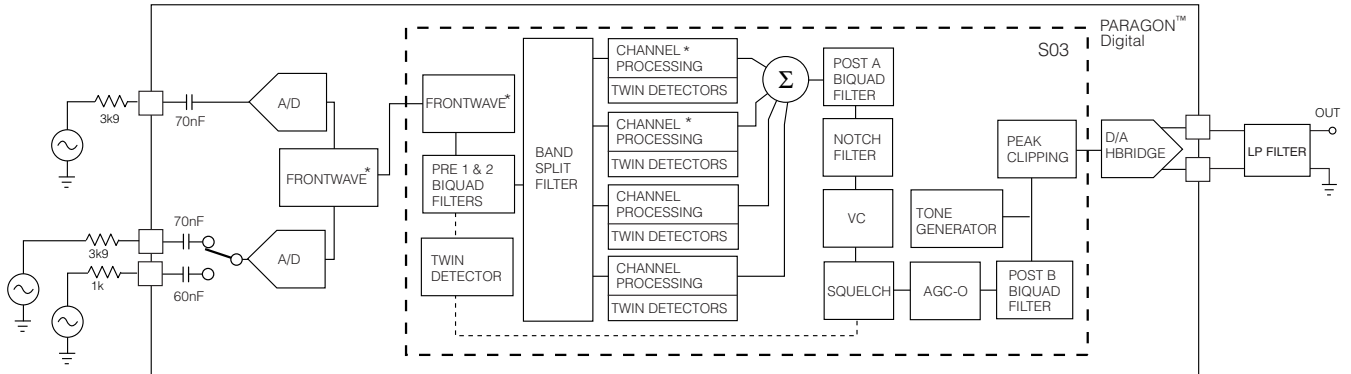 PARAGON™
Digital
S03
3k9
70nF
A/D
FRONTWAVE*
3k9
70nF
1k
60nF
A/D
FRONTWAVE*
PRE 1 & 2
BIQUAD
FILTERS
TWIN
DETECTOR
BAND
SPLIT
FILTER
CHANNEL *
PROCESSING
TWIN DETECTORS
CHANNEL *
PROCESSING
TWIN DETECTORS
CHANNEL
PROCESSING
TWIN DETECTORS
CHANNEL
PROCESSING
TWIN DETECTORS
Σ
POST A
BIQUAD
FILTER
NOTCH
FILTER
VC
SQUELCH
AGC-O
POST B
BIQUAD
FILTER
TONE
GENERATOR
PEAK
CLIPPING
D/A
HBRIDGE
LP FILTER
OUT